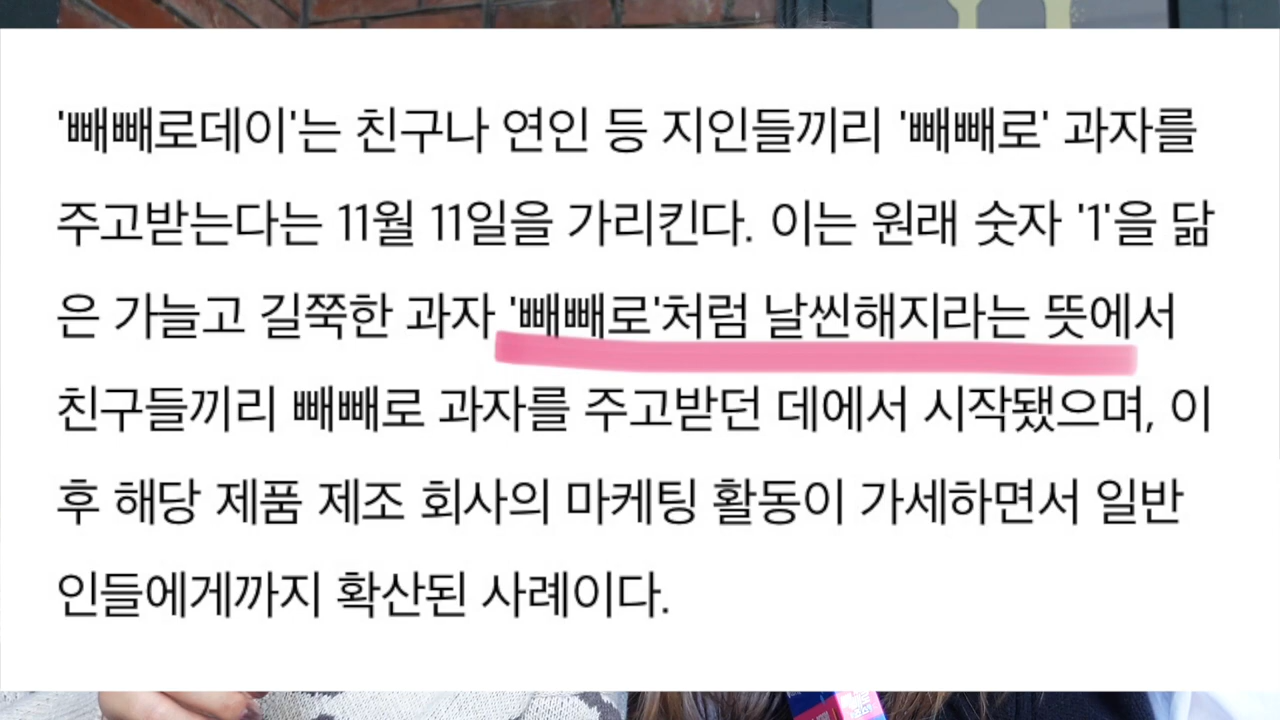 '빼빼로데이'는 친구나 연인 등 지인들끼리 '빼빼로' 과자를
주고받는다는 11월 11일을 가리킨다. 이는 원래 숫자 '1'을 닮
은 가늘고 길쭉한 과자 '빼빼로'처럼 날씬해지라는 뜻에서
친구들끼리 빼빼로 과자를 주고받던 데에서 시작됐으며, 이
후 해당 제품 제조 회사의 마케팅 활동이 가세하면서 일반
인들에게까지 확산된 사례이다.